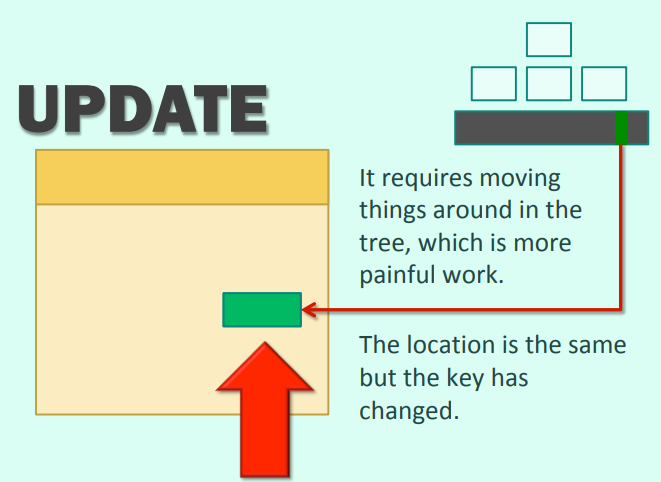 UPDATE
It requires moving
things around in the
tree, which is more
painful work.
The location is the same
but the key has
changed.